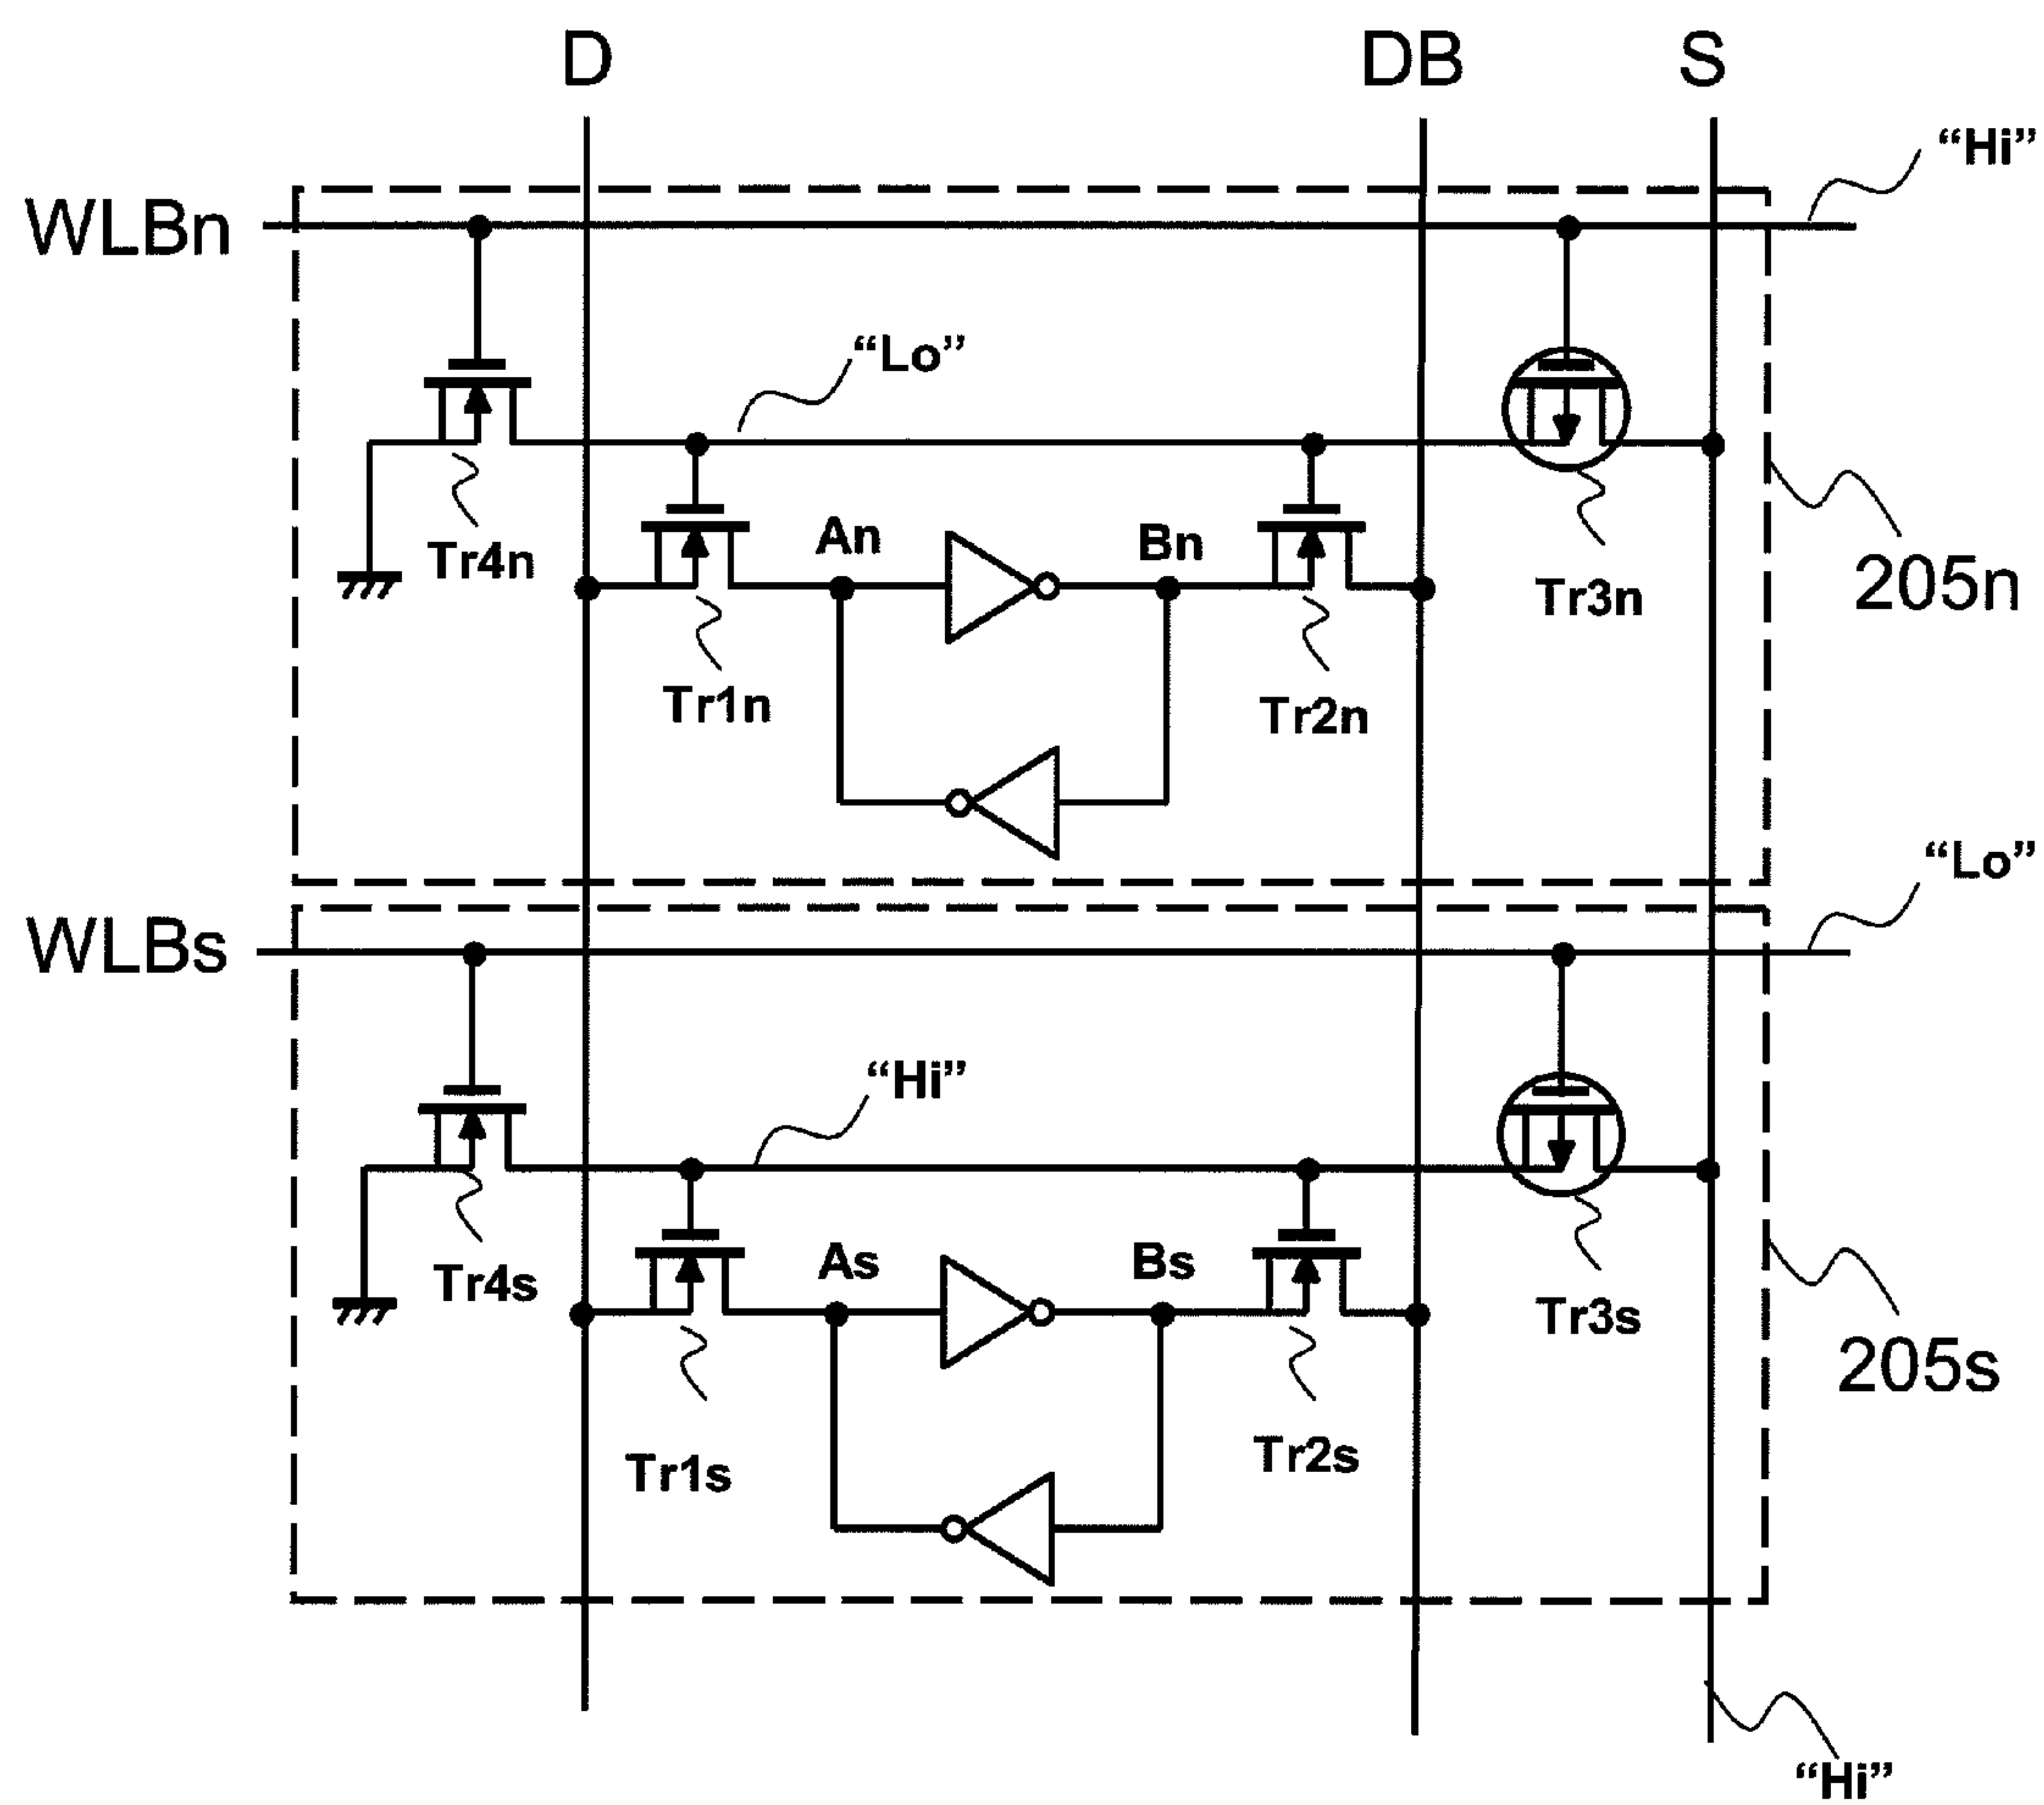 D DB S
“Hi”
WLBn
“Lo”
An Bn
Tr4n Tr3n 205n
Tr1n Tr2n
“Lo”
WLBs
“Hi”
As Bs
Tr4s Tr3s
205s
Tr1s Tr2s
“Hi”